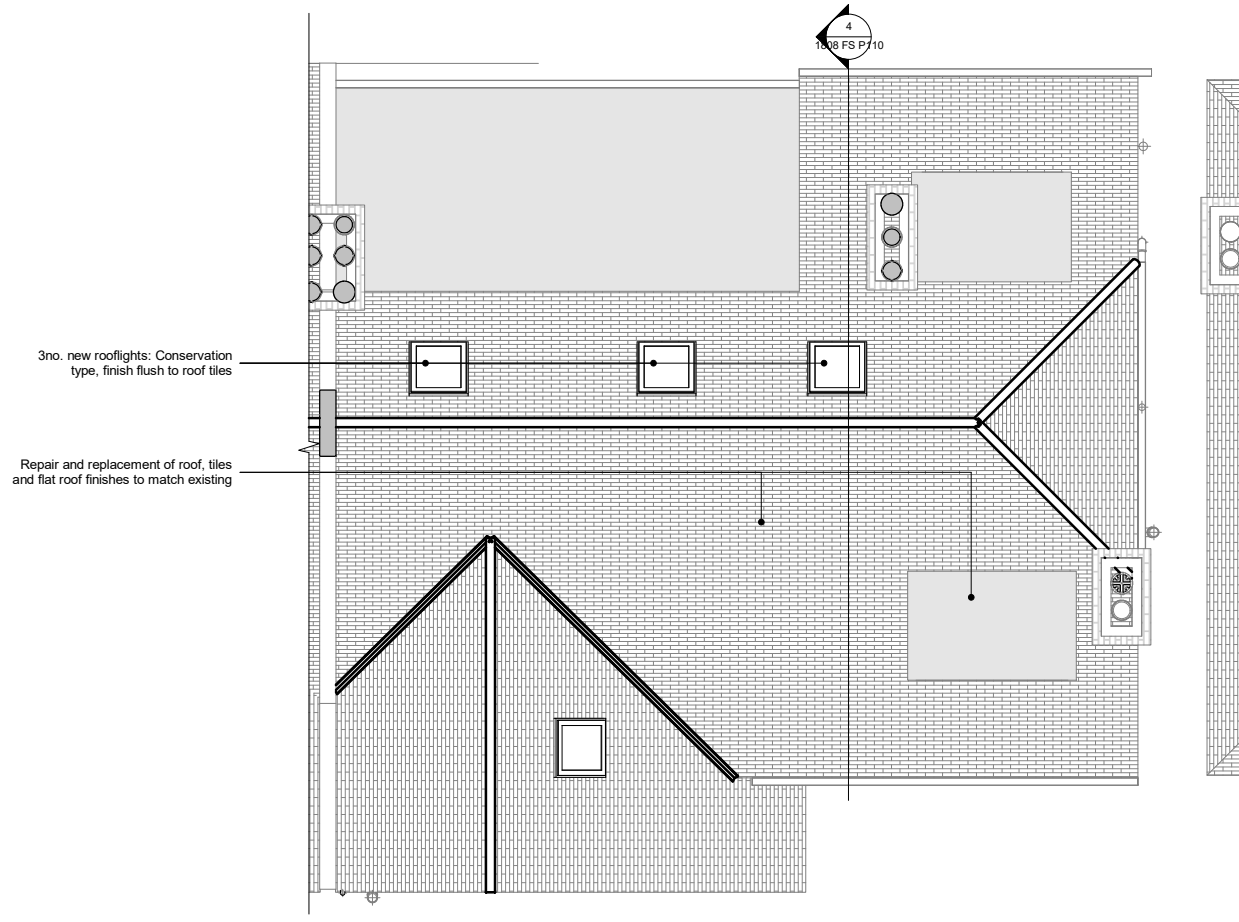 4
1808 FS P110
3no. new rooflights: Conservation
type, finish flush to roof tiles
Repair and replacement of roof, tiles
and flat roof finishes to match existing